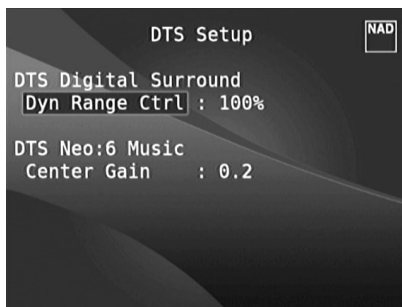 DTS Setup
NAD
DTS Digital Surround
Dyn Range Ctrl : 100%
DTS Neo:6 Music
Center Gain : 0.2